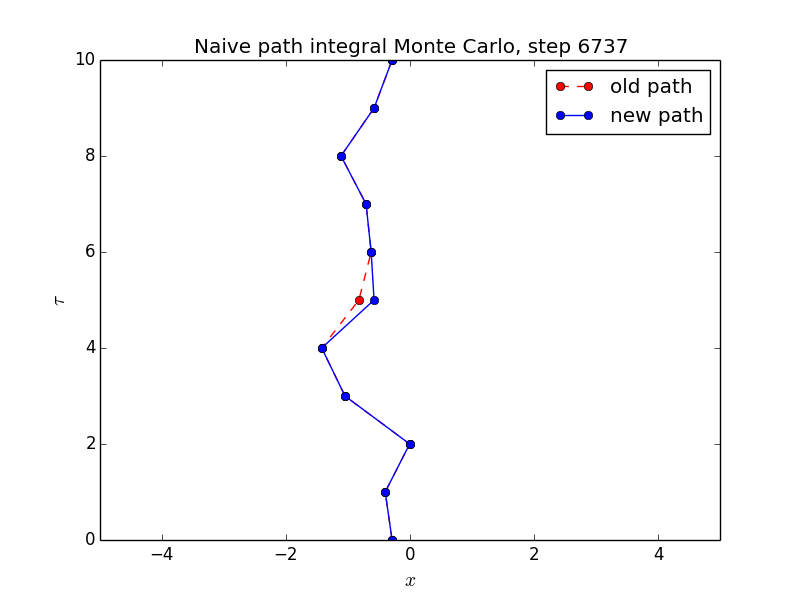 Naive path integral Monte Carlo, step 6737
10
8
6
4
2
0
τ
old path
new path
−4 −2 0 2 4
x